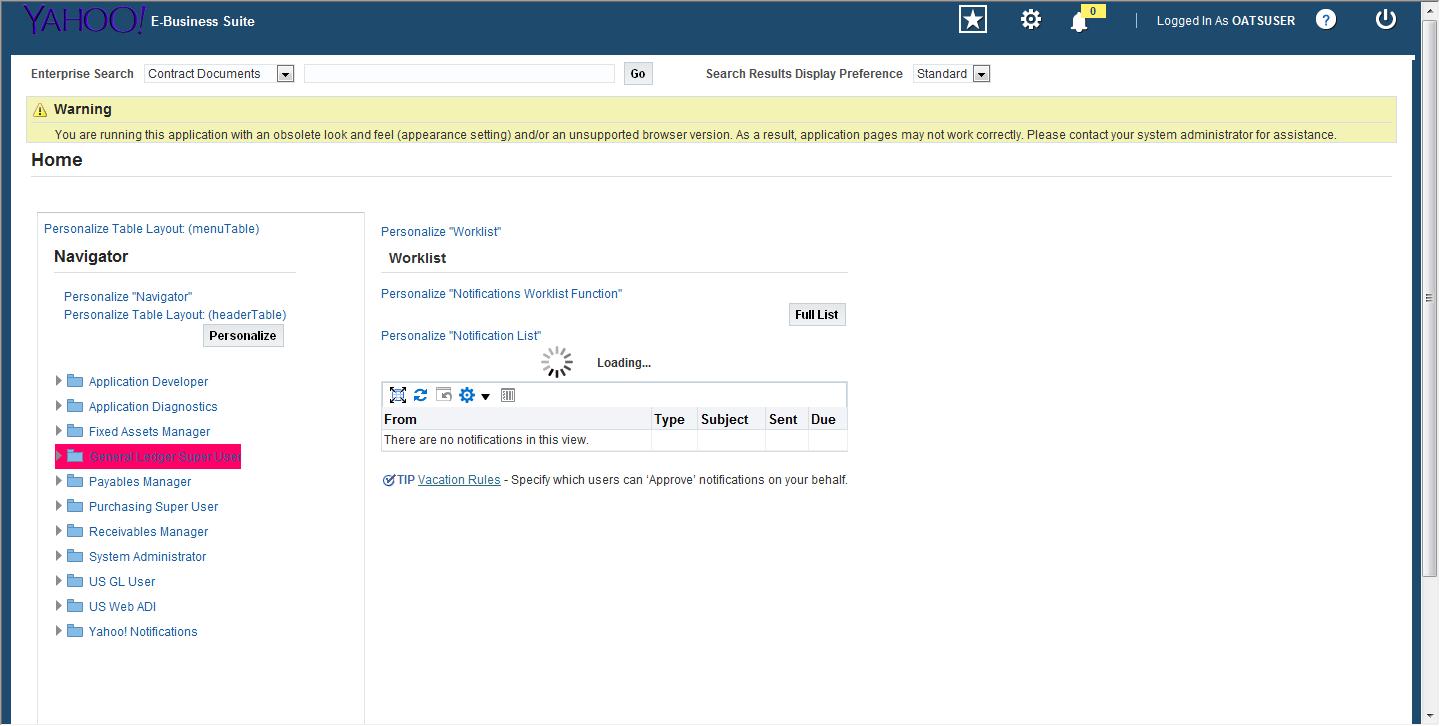 YAHOO! E-Business Suite
0
Logged In As OATSUSER ?
Enterprise Search Contract Documents Go Search Results Display Preference Standard
Warning
You are running this application with an obsolete look and feel (appearance setting) and/or an unsupported browser version. As a result, application pages may not work correctly. Please contact your system administrator for assistance.
Home
Personalize Table Layout: (menuTable)
Navigator
Personalize "Navigator"
Personalize Table Layout: (headerTable)
Personalize
Application Developer
Application Diagnostics
Fixed Assets Manager
General Ledger Super User
Payables Manager
Purchasing Super User
Receivables Manager
System Administrator
US GL User
US Web ADI
Yahoo! Notifications
Personalize "Worklist"
Worklist
Personalize "Notifications Worklist Function"
Full List
Personalize "Notification List"
Loading...
From Type Subject Sent Due
There are no notifications in this view.
TIP Vacation Rules - Specify which users can ‘Approve’ notifications on your behalf.